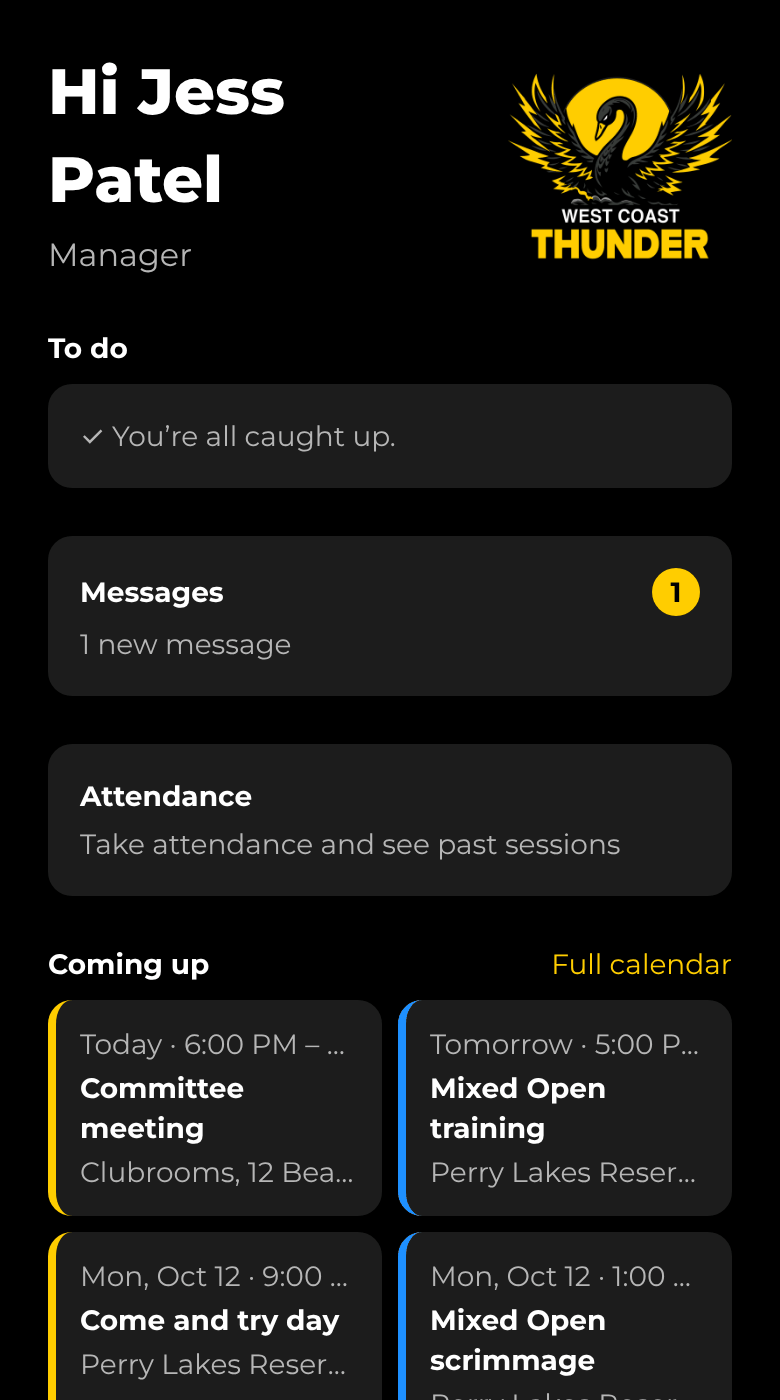 Hi Jess
Patel
Manager
WEST COAST
THUNDER
To do
✓ You’re all caught up.
Messages
1
1 new message
Attendance
Take attendance and see past sessions
Coming up
Full calendar
Today · 6:00 PM – ...
Committee
meeting
Clubrooms, 12 Bea...
Tomorrow · 5:00 P...
Mixed Open
training
Perry Lakes Reser...
Mon, Oct 12 · 9:00 ...
Come and try day
Perry Lakes Reser...
Mon, Oct 12 · 1:00 ...
Mixed Open
scrimmage